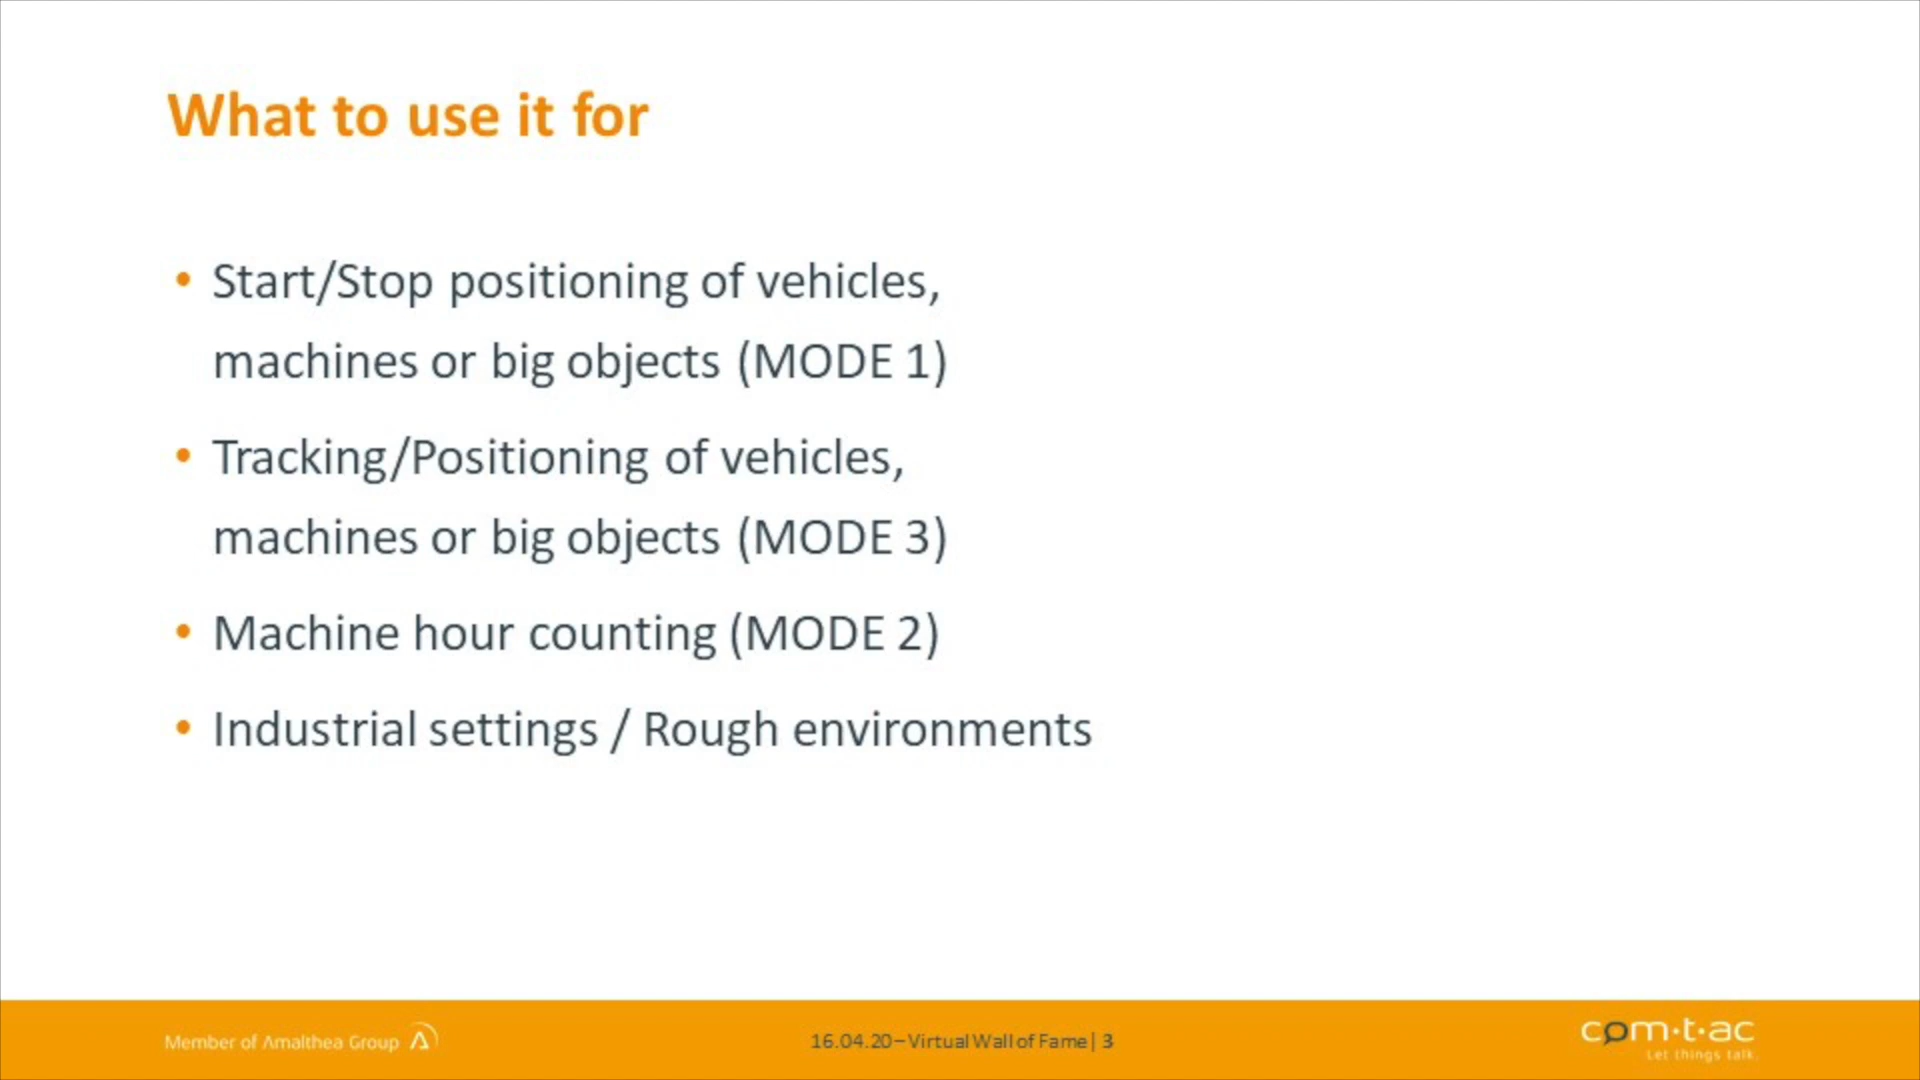 What to use it for
• Start/Stop positioning of vehicles,
machines or big objects (MODE 1)
• Tracking/Positioning of vehicles,
machines or big objects (MODE 3)
• Machine hour counting (MODE 2)
• Industrial settings / Rough environments
Member of Amalthea Group
16.04.20 – Virtual Wall of Fame | 3
com·t·ac
Let things talk.